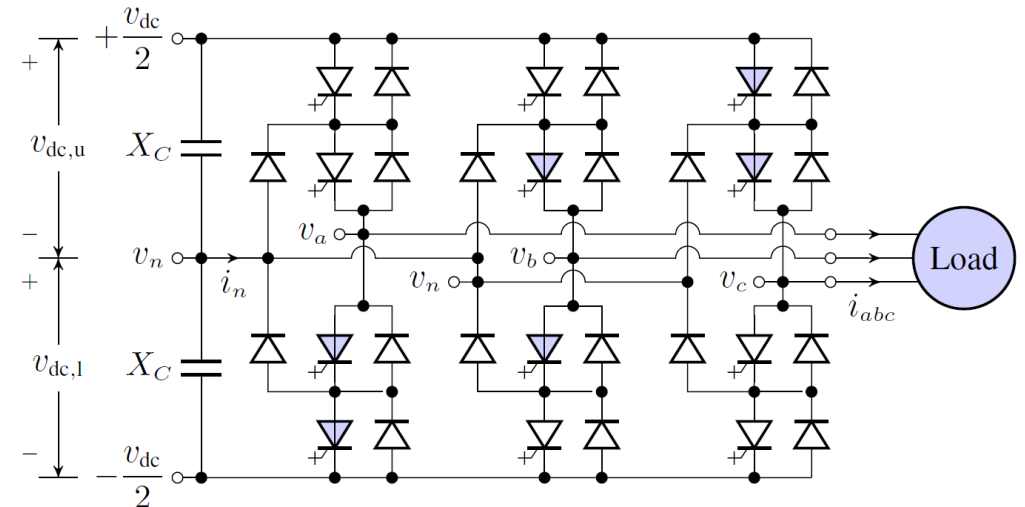 + v_dc/2
+
v_dc,u
X_C
−
v_a
v_n
i_n
v_b
v_n
v_c
Load
i_abc
+
v_dc,l
X_C
−
− v_dc/2